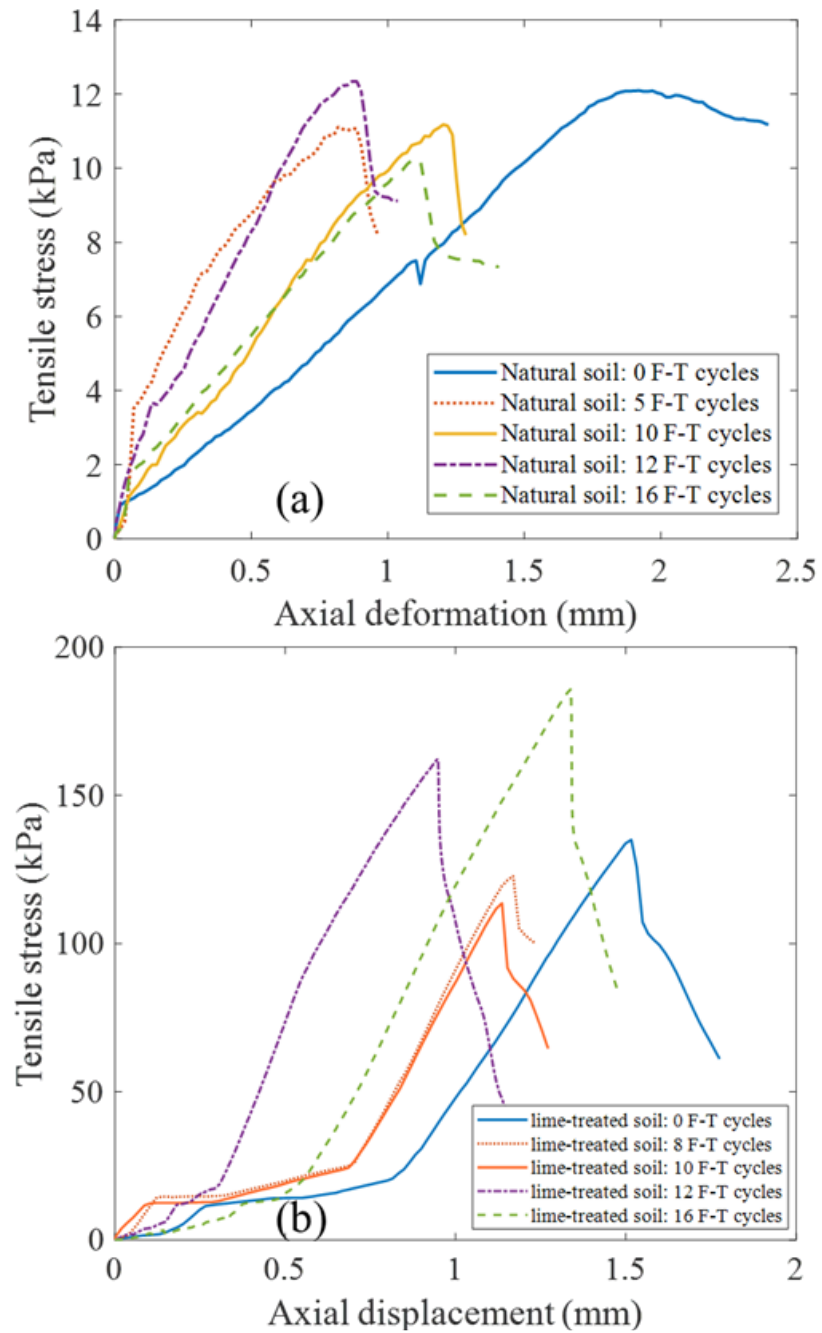 14
12
10
8
6
4
2
0
Tensile stress (kPa)
Natural soil: 0 F-T cycles
Natural soil: 5 F-T cycles
Natural soil: 10 F-T cycles
Natural soil: 12 F-T cycles
Natural soil: 16 F-T cycles
(a)
0 0.5 1 1.5 2 2.5
Axial deformation (mm)
200
150
100
50
0
Tensile stress (kPa)
lime-treated soil: 0 F-T cycles
lime-treated soil: 8 F-T cycles
lime-treated soil: 10 F-T cycles
lime-treated soil: 12 F-T cycles
lime-treated soil: 16 F-T cycles
(b)
0 0.5 1 1.5 2
Axial displacement (mm)